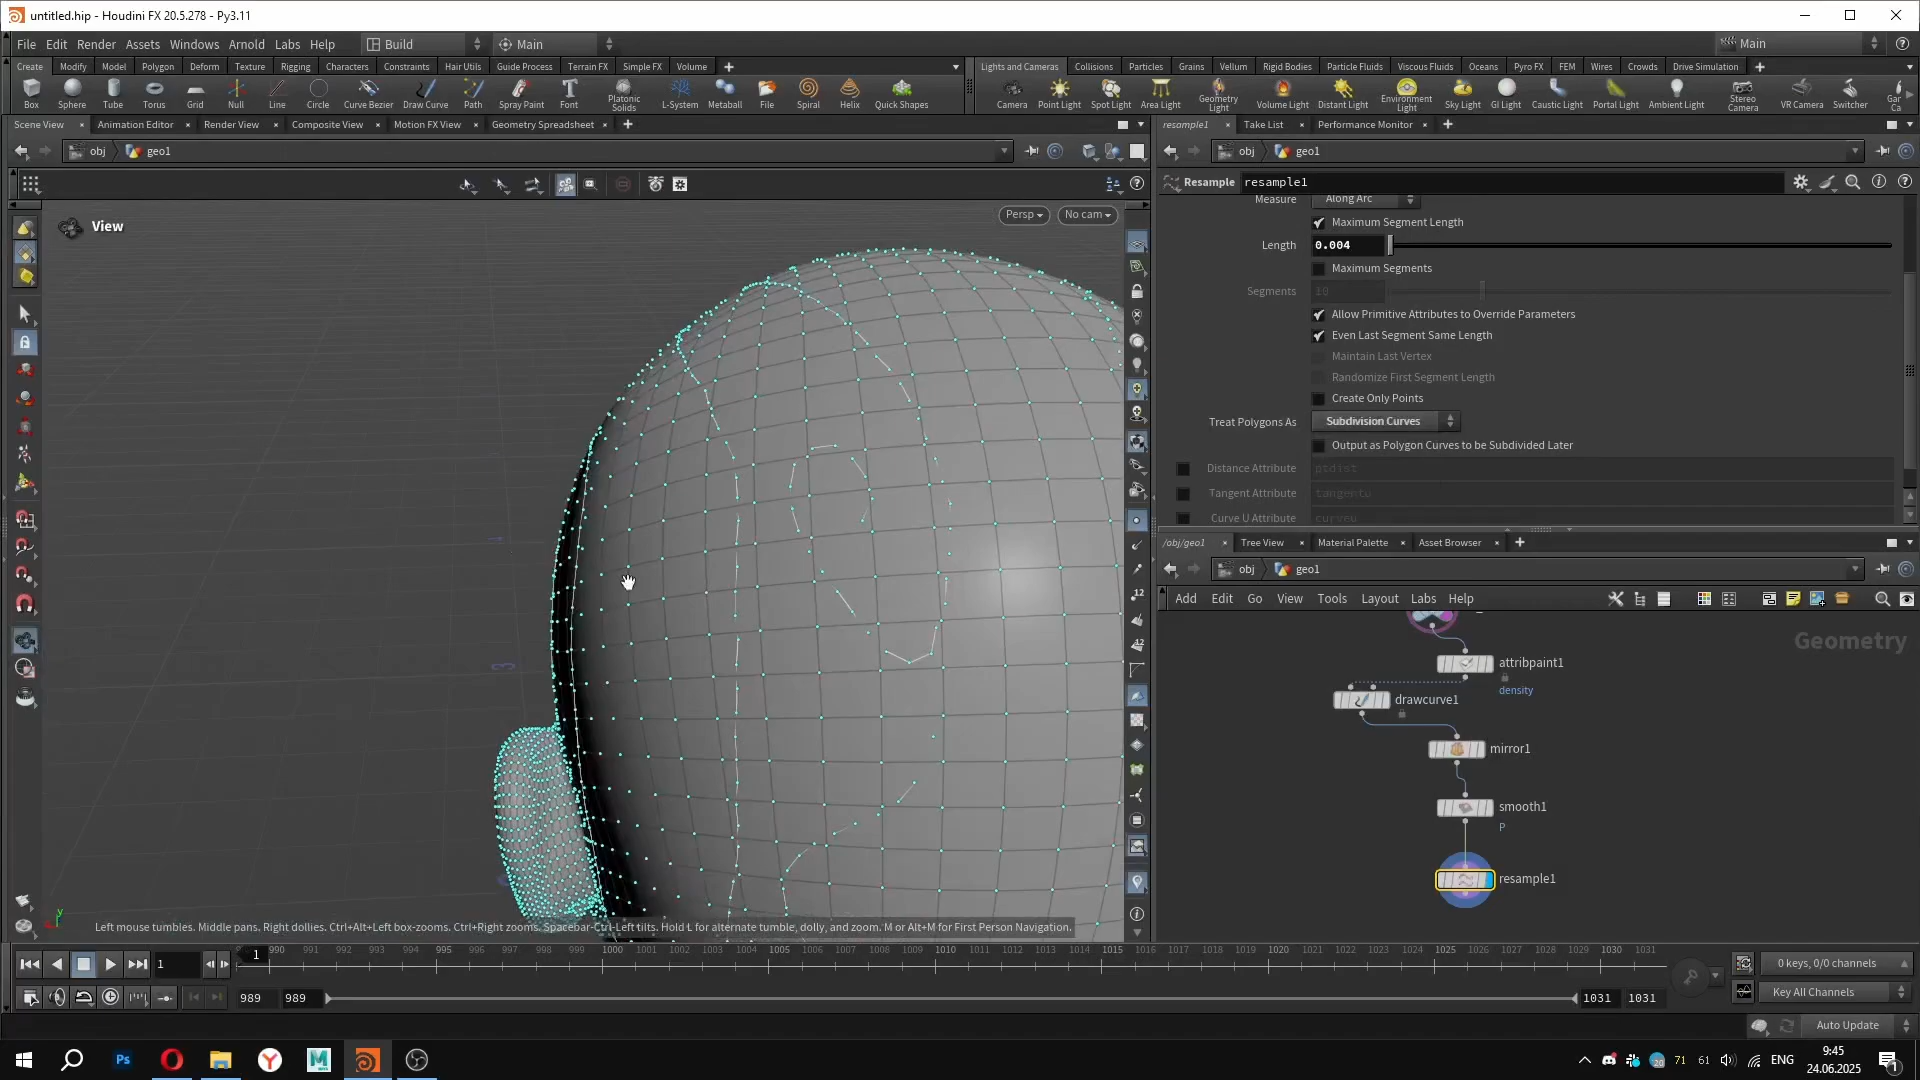 untitled.hip - Houdini FX 20.5.278 - Py3.11
File Edit Render Assets Windows Arnold Labs Help Build Main Main
Create Modify Model Polygon Deform Texture Rigging Characters Constraints Hair Utils Guide Process Terrain FX Simple FX Volume
Lights and Cameras Collisions Particles Grains Vellum Rigid Bodies Particle Fluids Viscous Fluids Oceans Pyro FX FEM Wires Crowds Drive Simulation
Box Sphere Tube Torus Grid Null Line Circle Curve Bezier Draw Curve Path Spray Paint Font Platonic Solids L-System Metaball File Spiral Helix Quick Shapes
Camera Point Light Spot Light Area Light Geometry Light Volume Light Distant Light Environment Light Sky Light GI Light Caustic Light Portal Light Ambient Light Stereo Camera VR Camera Switcher
Scene View Animation Editor Render View Composite View Motion FX View Geometry Spreadsheet
resample1 Take List Performance Monitor
obj geo1
obj geo1
Resample resample1
View
Persp No cam
Measure Along Arc
Maximum Segment Length
Length 0.004
Maximum Segments
Segments 10
Allow Primitive Attributes to Override Parameters
Even Last Segment Same Length
Maintain Last Vertex
Randomize First Segment Length
Create Only Points
Treat Polygons As Subdivision Curves
Output as Polygon Curves to be Subdivided Later
Distance Attribute ptdist
Tangent Attribute tangentu
Curve U Attribute curveu
/obj/geo1 Tree View Material Palette Asset Browser
obj geo1
Add Edit Go View Tools Layout Labs Help
Geometry
attribpaint1
density
drawcurve1
mirror1
smooth1
P
resample1
Left mouse tumbles. Middle pans. Right dollies. Ctrl+Alt+Left box-zooms. Ctrl+Right zooms. Spacebar-Ctrl-Left tilts. Hold L for alternate tumble, dolly, and zoom. M or Alt+M for First Person Navigation.
1 1 990 991 992 993 994 995 996 997 998 999 1000 1001 1002 1003 1004 1005 1006 1007 1008 1009 1010 1011 1012 1013 1014 1015 1016 1017 1018 1019 1020 1021 1022 1023 1024 1025 1026 1027 1028 1029 1030 1031
0 keys, 0/0 channels
989 989 1031 1031 Key All Channels
Auto Update
71 61 ENG 9:45
24.06.2025